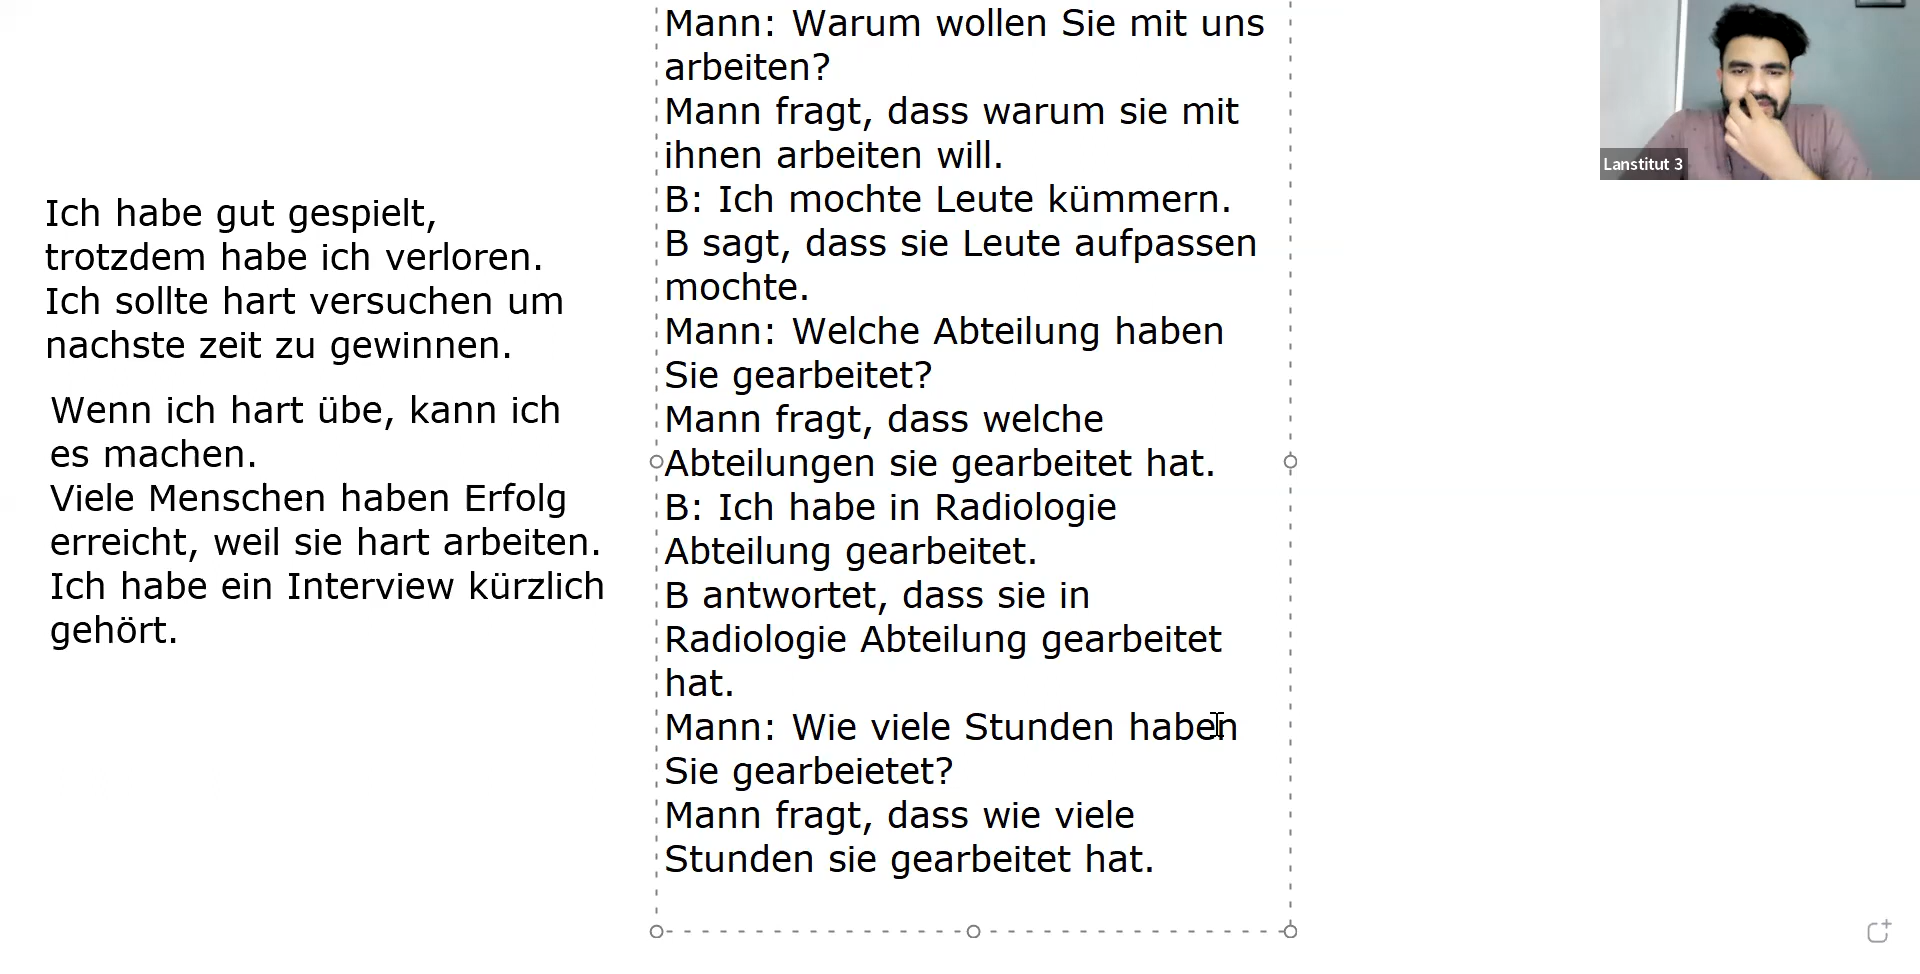 Ich habe gut gespielt,
trotzdem habe ich verloren.
Ich sollte hart versuchen um
nachste zeit zu gewinnen.
Wenn ich hart übe, kann ich
es machen.
Viele Menschen haben Erfolg
erreicht, weil sie hart arbeiten.
Ich habe ein Interview kürzlich
gehört.
Mann: Warum wollen Sie mit uns
arbeiten?
Mann fragt, dass warum sie mit
ihnen arbeiten will.
B: Ich mochte Leute kümmern.
B sagt, dass sie Leute aufpassen
mochte.
Mann: Welche Abteilung haben
Sie gearbeitet?
Mann fragt, dass welche
Abteilungen sie gearbeitet hat.
B: Ich habe in Radiologie
Abteilung gearbeitet.
B antwortet, dass sie in
Radiologie Abteilung gearbeitet
hat.
Mann: Wie viele Stunden haben
Sie gearbeietet?
Mann fragt, dass wie viele
Stunden sie gearbeitet hat.
Lanstitut 3